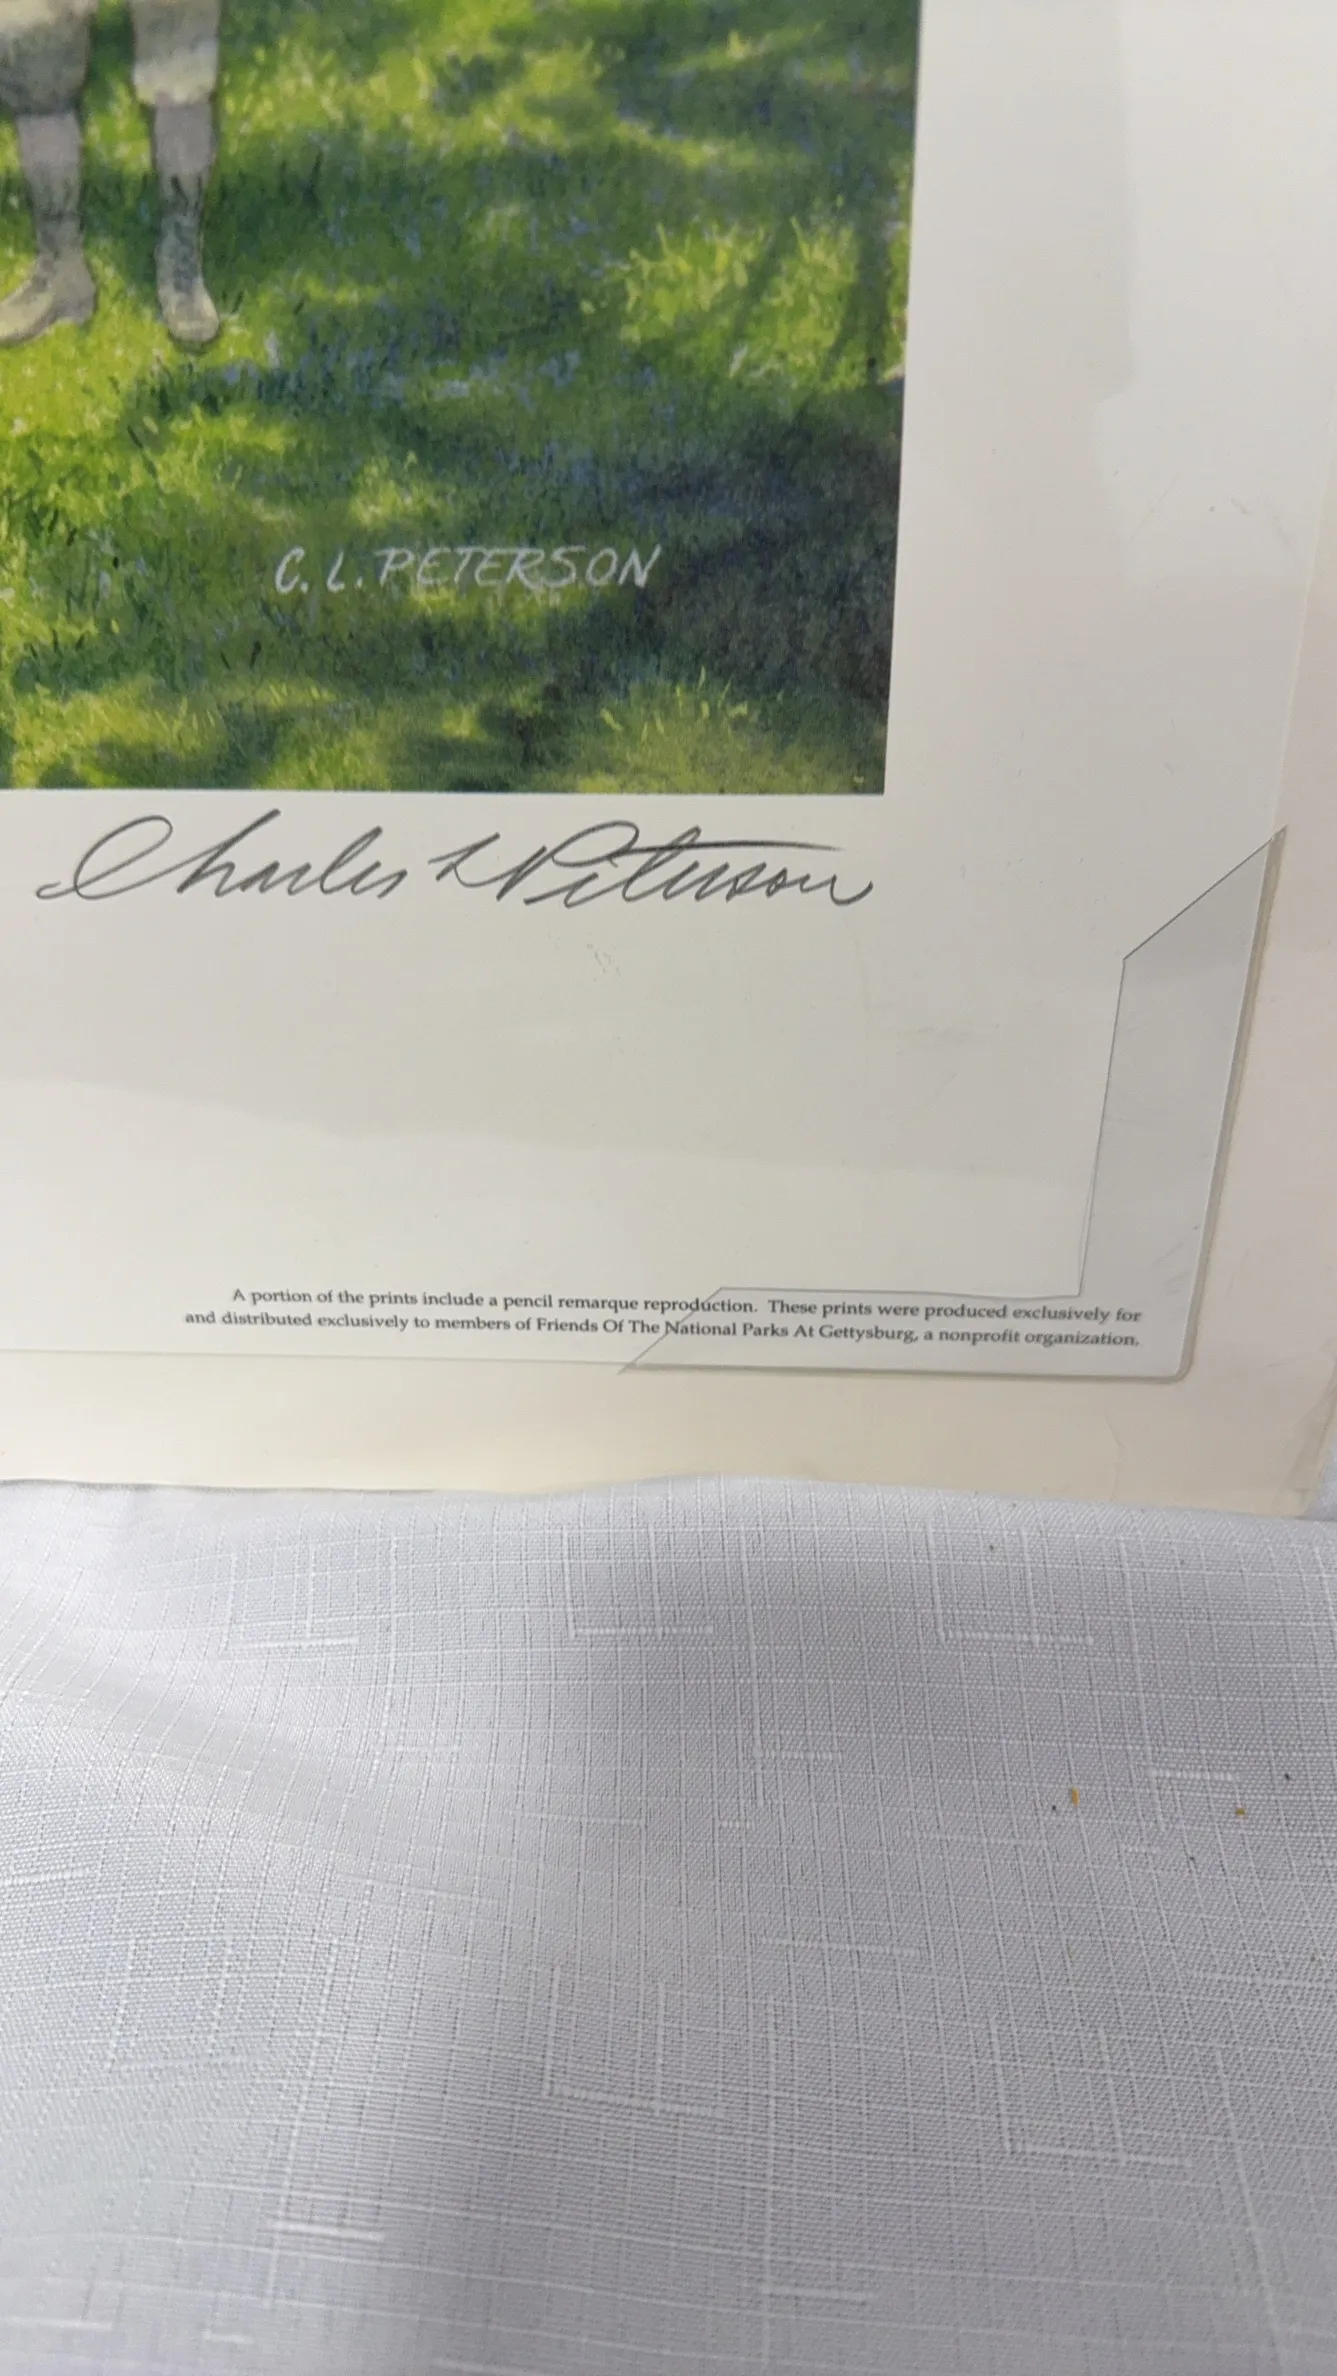 C. L. PETERSON
Charles L Peterson
A portion of the prints include a pencil remarque reproduction. These prints were produced exclusively for
and distributed exclusively to members of Friends Of The National Parks At Gettysburg, a nonprofit organization.